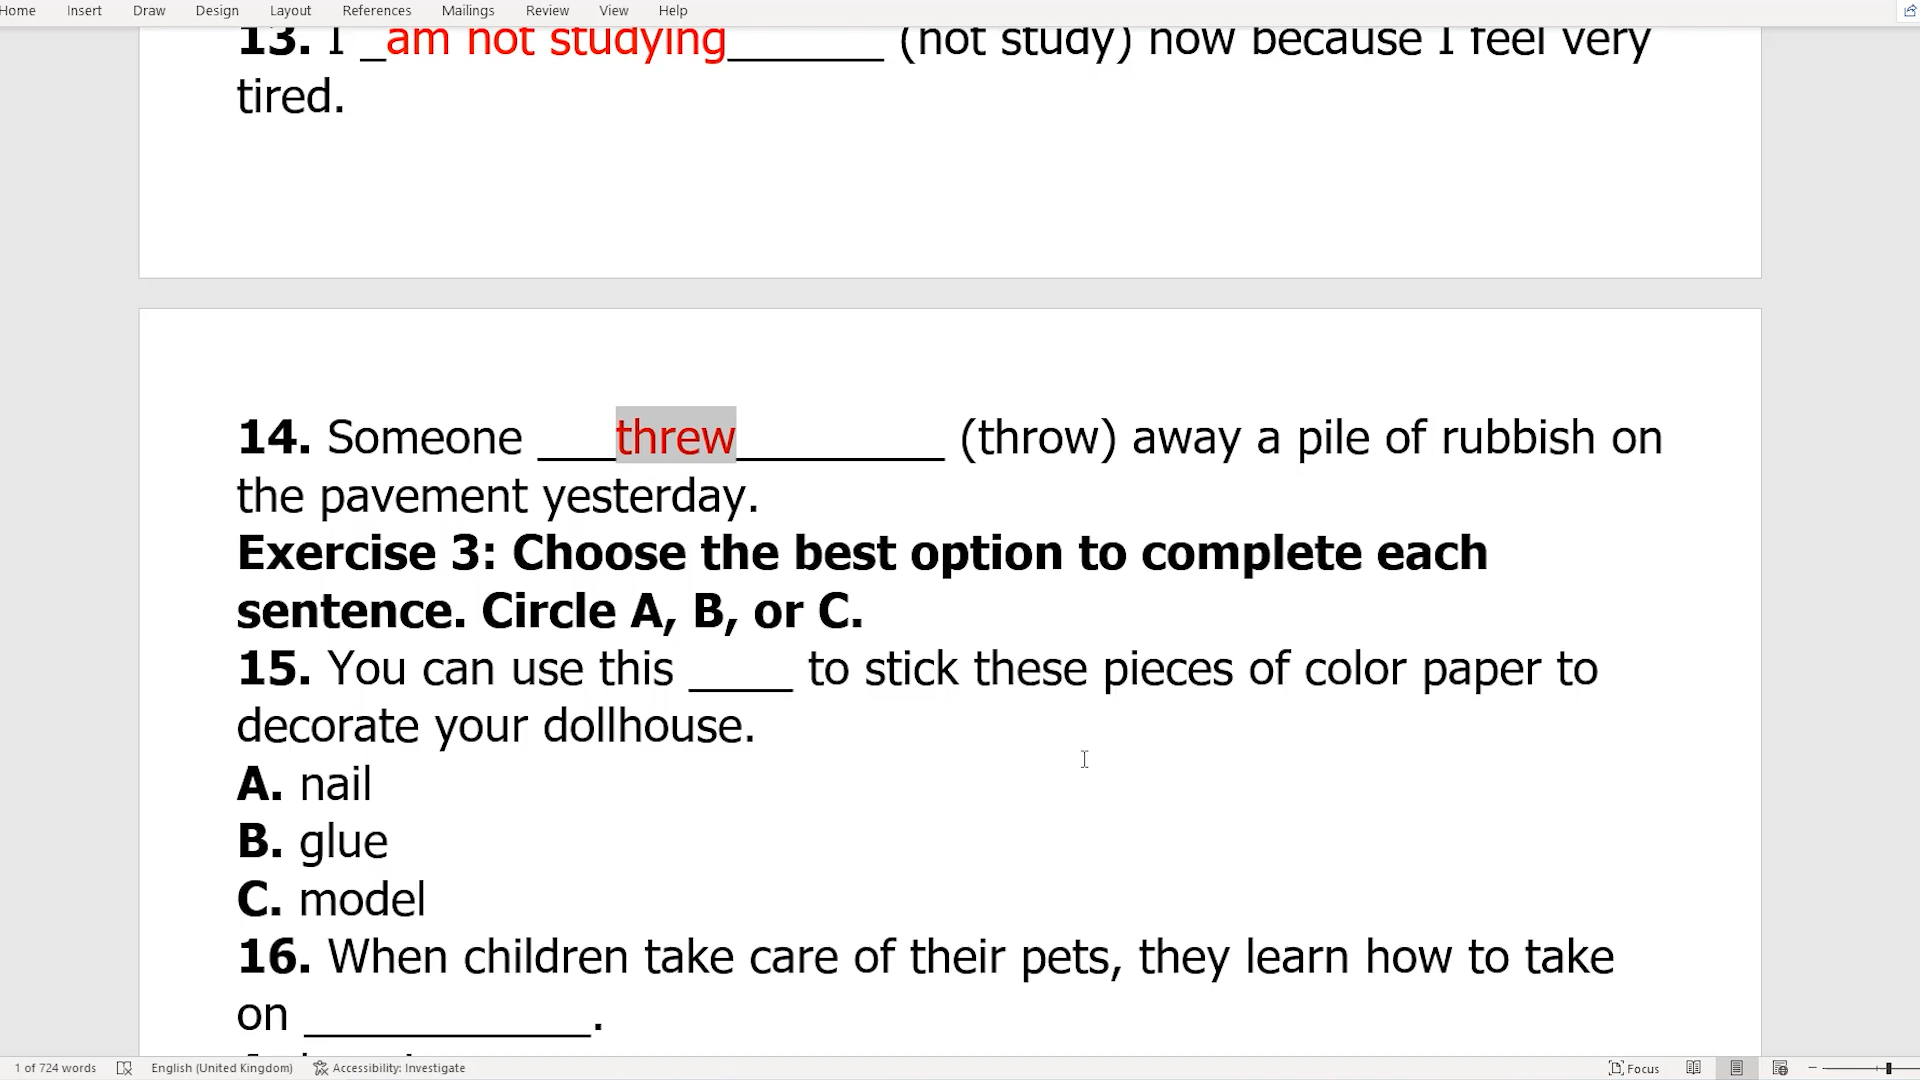 Home Insert Draw Design Layout References Mailings Review View Help
13. I _am not studying______ (not study) now because I feel very
tired.
14. Someone ___threw________ (throw) away a pile of rubbish on
the pavement yesterday.
Exercise 3: Choose the best option to complete each
sentence. Circle A, B, or C.
15. You can use this ____ to stick these pieces of color paper to
decorate your dollhouse.
A. nail
B. glue
C. model
16. When children take care of their pets, they learn how to take
on ___________.
1 of 724 words English (United Kingdom) Accessibility: Investigate Focus